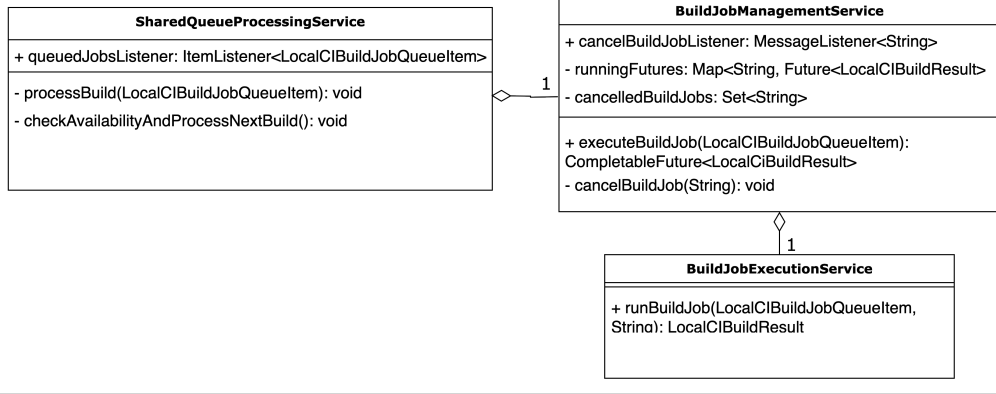 SharedQueueProcessingService
+ queuedJobsListener: ItemListener<LocalCIBuildJobQueueItem>
- processBuild(LocalCIBuildJobQueueItem): void
- checkAvailabilityAndProcessNextBuild(): void
1
BuildJobManagementService
+ cancelBuildJobListener: MessageListener<String>
- runningFutures: Map<String, Future<LocalCIBuildResult>
- cancelledBuildJobs: Set<String>
+ executeBuildJob(LocalCIBuildJobQueueItem):
CompletableFuture<LocalCiBuildResult>
- cancelBuildJob(String): void
1
BuildJobExecutionService
+ runBuildJob(LocalCIBuildJobQueueItem,
String): LocalCIBuildResult